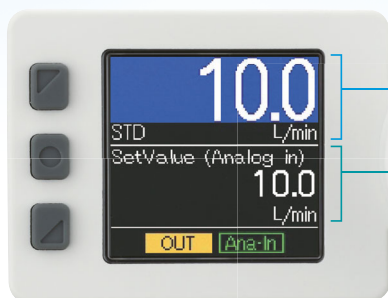 10.0
STD L/min
SetValue (Analog in)
10.0
L/min
OUT Ana-In